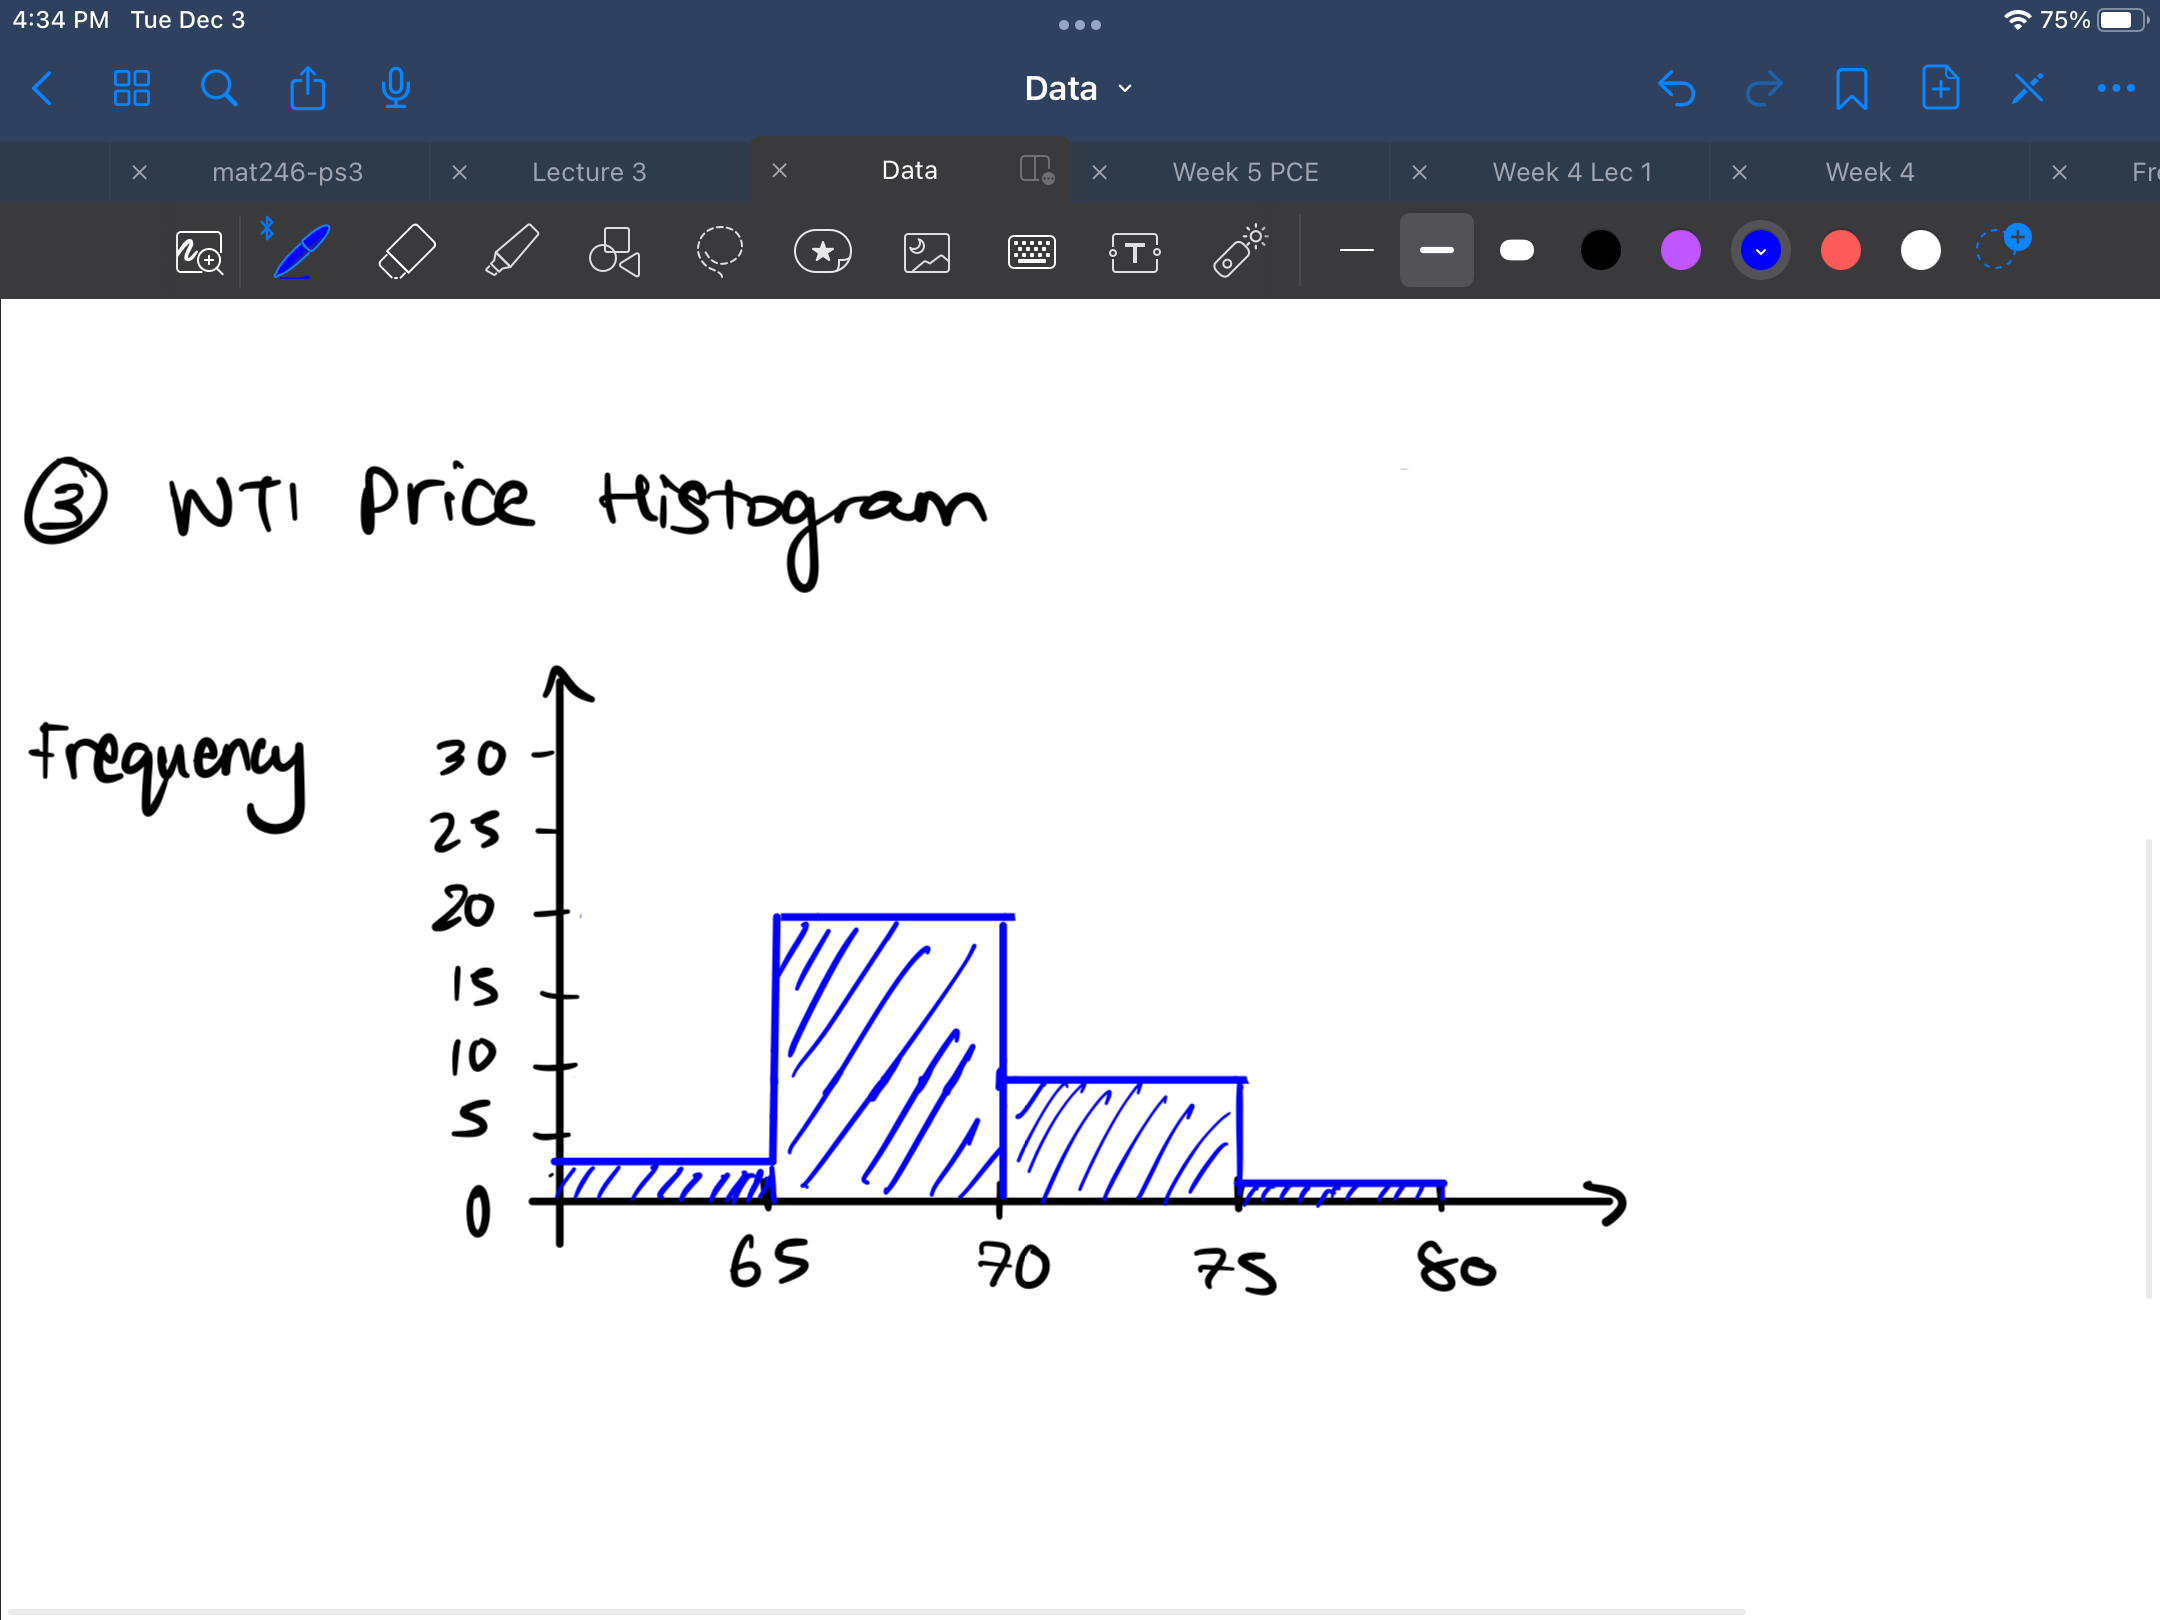 4:34 PM Tue Dec 3
75%
Data
mat246-ps3
Lecture 3
Data
Week 5 PCE
Week 4 Lec 1
Week 4
T
③ WTI Price Histogram
Frequency
30
25
20
15
10
5
0
65 70 75 80